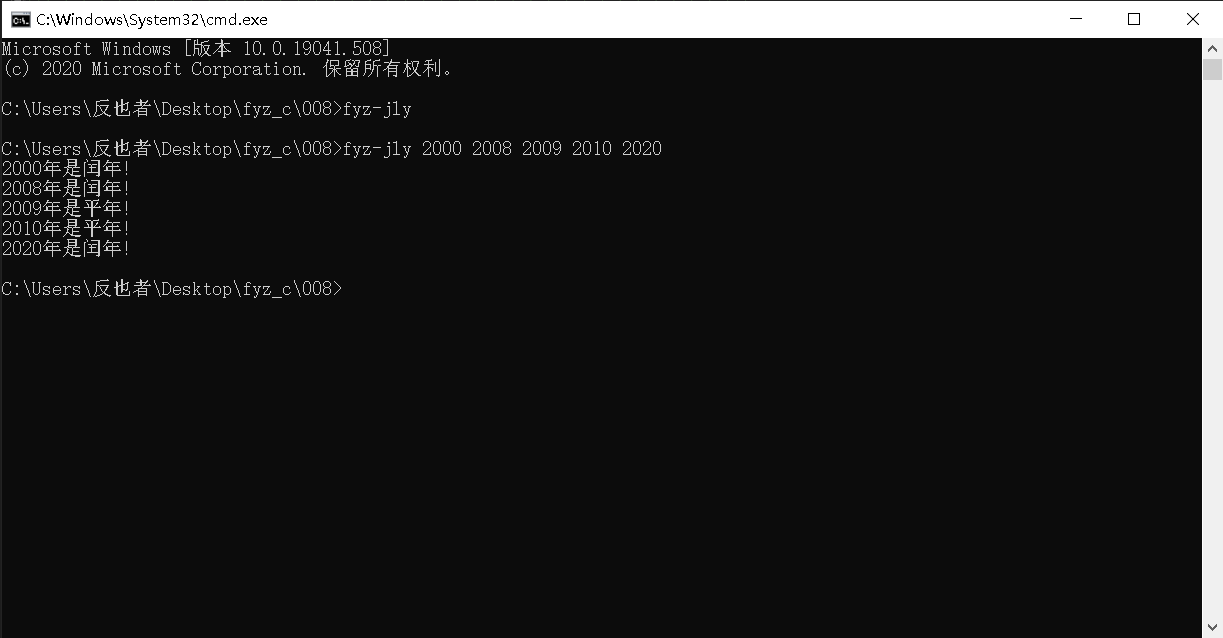 C:\Windows\System32\cmd.exe
Microsoft Windows [版本 10.0.19041.508]
(c) 2020 Microsoft Corporation. 保留所有权利。
C:\Users\反也者\Desktop\fyz_c\008>fyz-jly
C:\Users\反也者\Desktop\fyz_c\008>fyz-jly 2000 2008 2009 2010 2020
2000年是闰年!
2008年是闰年!
2009年是平年!
2010年是平年!
2020年是闰年!
C:\Users\反也者\Desktop\fyz_c\008>